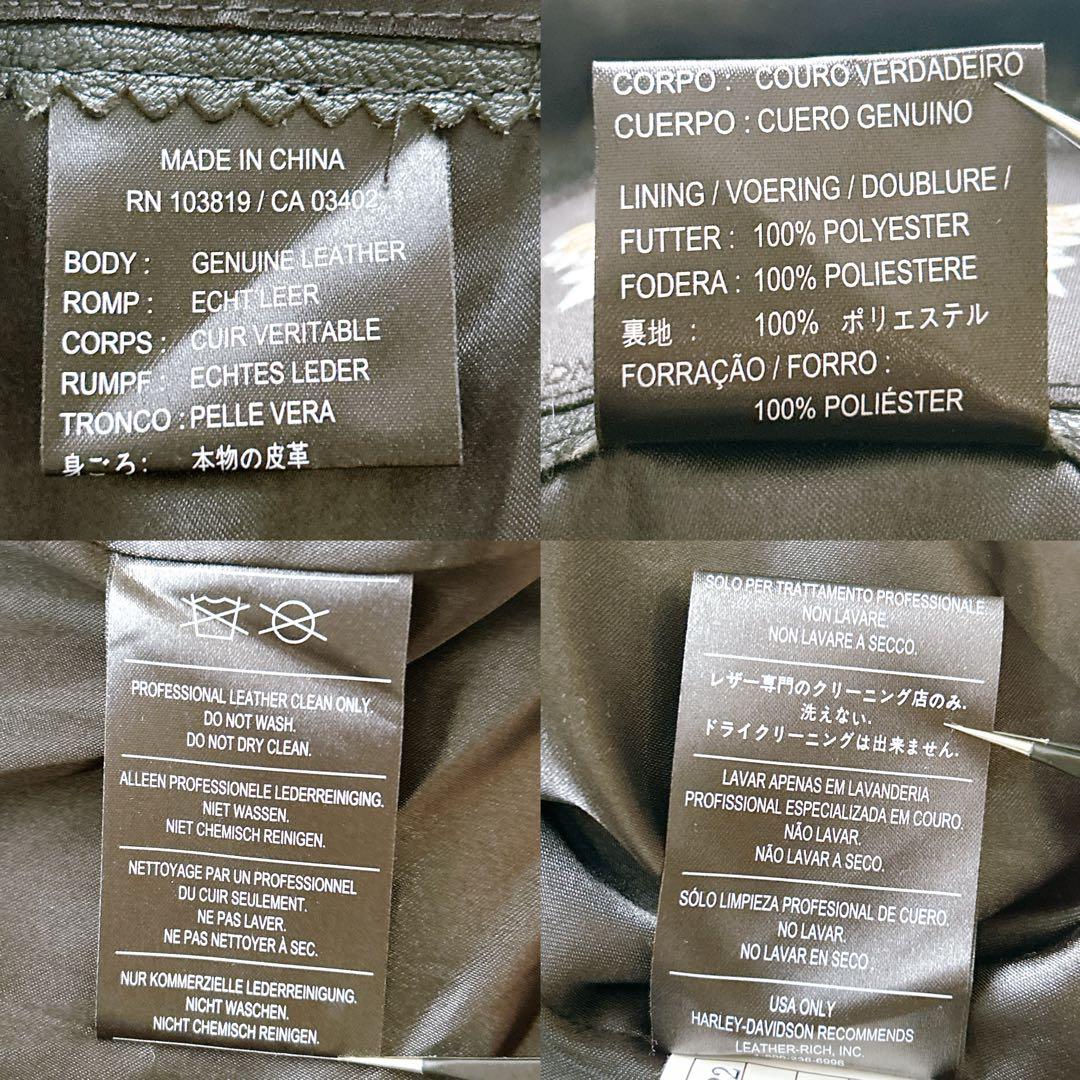 MADE IN CHINA
RN 103819 / CA 03402
BODY : GENUINE LEATHER
ROMP : ECHT LEER
CORPS : CUIR VERITABLE
RUMPF : ECHTES LEDER
TRONCO : PELLE VERA
身ごろ : 本物の皮革
CORPO : COURO VERDADEIRO
CUERPO : CUERO GENUINO
LINING / VOERING / DOUBLURE /
FUTTER : 100% POLYESTER
FODERA : 100% POLIESTERE
裏地 : 100% ポリエステル
FORRAÇÃO / FORRO :
100% POLIÉSTER
PROFESSIONAL LEATHER CLEAN ONLY.
DO NOT WASH.
DO NOT DRY CLEAN.
ALLEEN PROFESSIONELE LEDERREINIGING.
NIET WASSEN.
NIET CHEMISCH REINIGEN.
NETTOYAGE PAR UN PROFESSIONNEL
DU CUIR SEULEMENT.
NE PAS LAVER.
NE PAS NETTOYER À SEC.
NUR KOMMERZIELLE LEDERREINIGUNG.
NICHT WASCHEN.
NICHT CHEMISCH REINIGEN.
SOLO PER TRATTAMENTO PROFESSIONALE.
NON LAVARE.
NON LAVARE A SECCO.
レザー専門のクリーニング店のみ.
洗えない.
ドライクリーニングは出来ません.
LAVAR APENAS EM LAVANDERIA
PROFISSIONAL ESPECIALIZADA EM COURO.
NÃO LAVAR.
NÃO LAVAR A SECO.
SÓLO LIMPIEZA PROFESIONAL DE CUERO.
NO LAVAR.
NO LAVAR EN SECO
USA ONLY
HARLEY-DAVIDSON RECOMMENDS
LEATHER-RICH, INC.